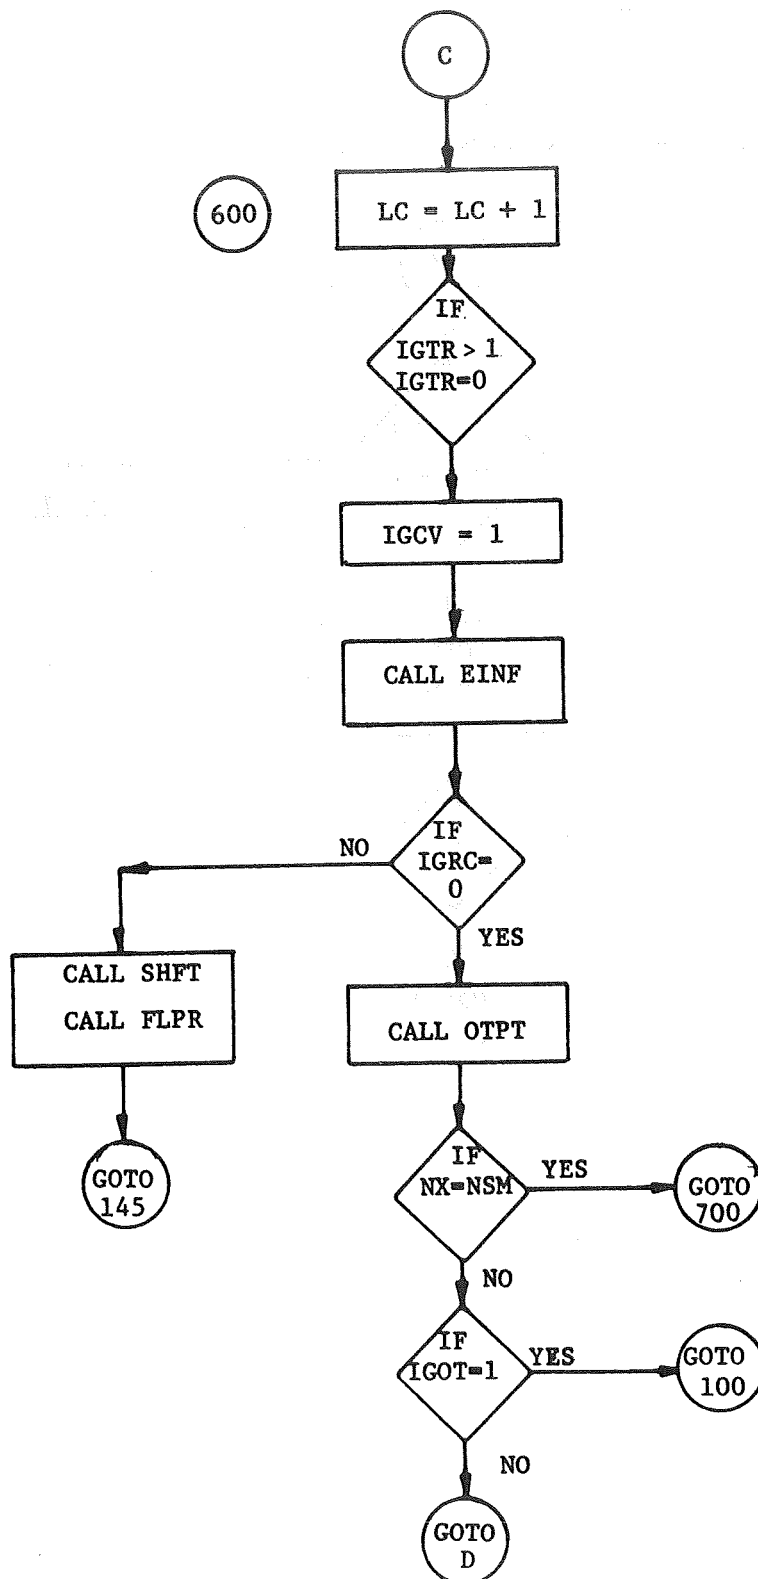 C
600
LC = LC + 1
IF
IGTR > 1
IGTR=0
IGCV = 1
CALL EINF
IF
IGRC=
0
NO
YES
CALL SHFT
CALL FLPR
CALL OTPT
GOTO
145
IF
NX=NSM
YES
GOTO
700
NO
IF
IGOT=1
YES
GOTO
100
NO
GOTO
D